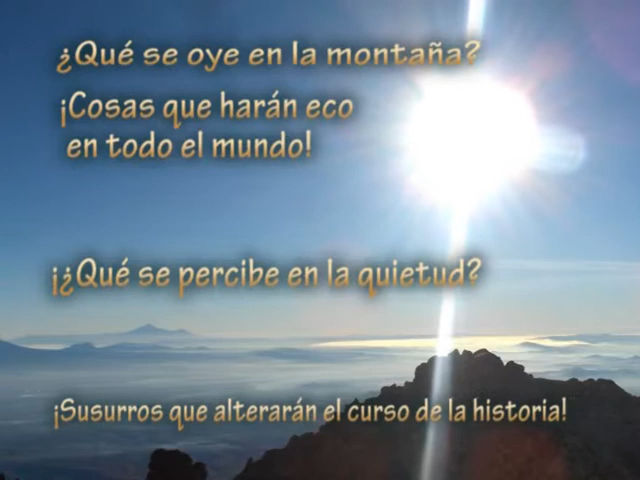 ¿Qué se oye en la montaña?
¡Cosas que harán eco
en todo el mundo!
¡¿Qué se percibe en la quietud?
¡Susurros que alterarán el curso de la historia!